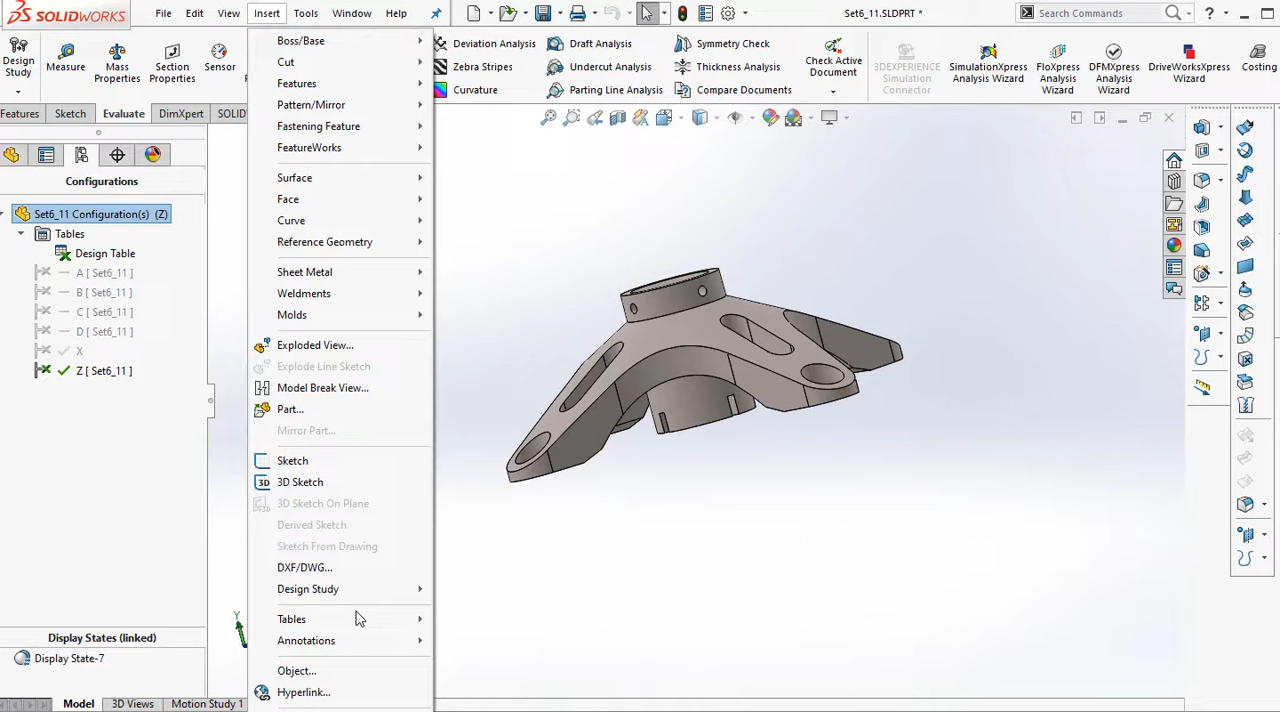 3S SOLIDWORKS
File
Edit
View
Insert
Tools
Window
Help
Set6_11.SLDPRT *
Search Commands
?
Design
Study
Measure
Mass
Properties
Section
Properties
Sensor
Deviation Analysis
Zebra Stripes
Curvature
Draft Analysis
Undercut Analysis
Parting Line Analysis
Symmetry Check
Thickness Analysis
Compare Documents
Check Active
Document
3DEXPERIENCE
Simulation
Connector
SimulationXpress
Analysis Wizard
FloXpress
Analysis
Wizard
DFMXpress
Analysis
Wizard
DriveWorksXpress
Wizard
Costing
Features
Sketch
Evaluate
DimXpert
SOLID
Configurations
Set6_11 Configuration(s) (Z)
Tables
Design Table
A [ Set6_11 ]
B [ Set6_11 ]
C [ Set6_11 ]
D [ Set6_11 ]
X
Z [ Set6_11 ]
Display States (linked)
Display State-7
Boss/Base
Cut
Features
Pattern/Mirror
Fastening Feature
FeatureWorks
Surface
Face
Curve
Reference Geometry
Sheet Metal
Weldments
Molds
Exploded View...
Explode Line Sketch
Model Break View...
Part...
Mirror Part...
Sketch
3D 3D Sketch
3D Sketch On Plane
Derived Sketch
Sketch From Drawing
DXF/DWG...
Design Study
Tables
Annotations
Object...
Hyperlink...
Y
Model
3D Views
Motion Study 1